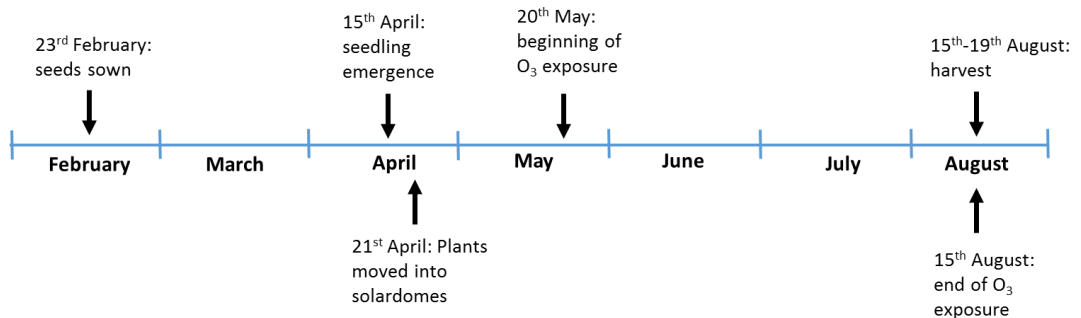 23rd February:
seeds sown
15th April:
seedling
emergence
20th May:
beginning of
O3 exposure
15th-19th August:
harvest
February
March
April
May
June
July
August
21st April: Plants
moved into
solardomes
15th August:
end of O3
exposure